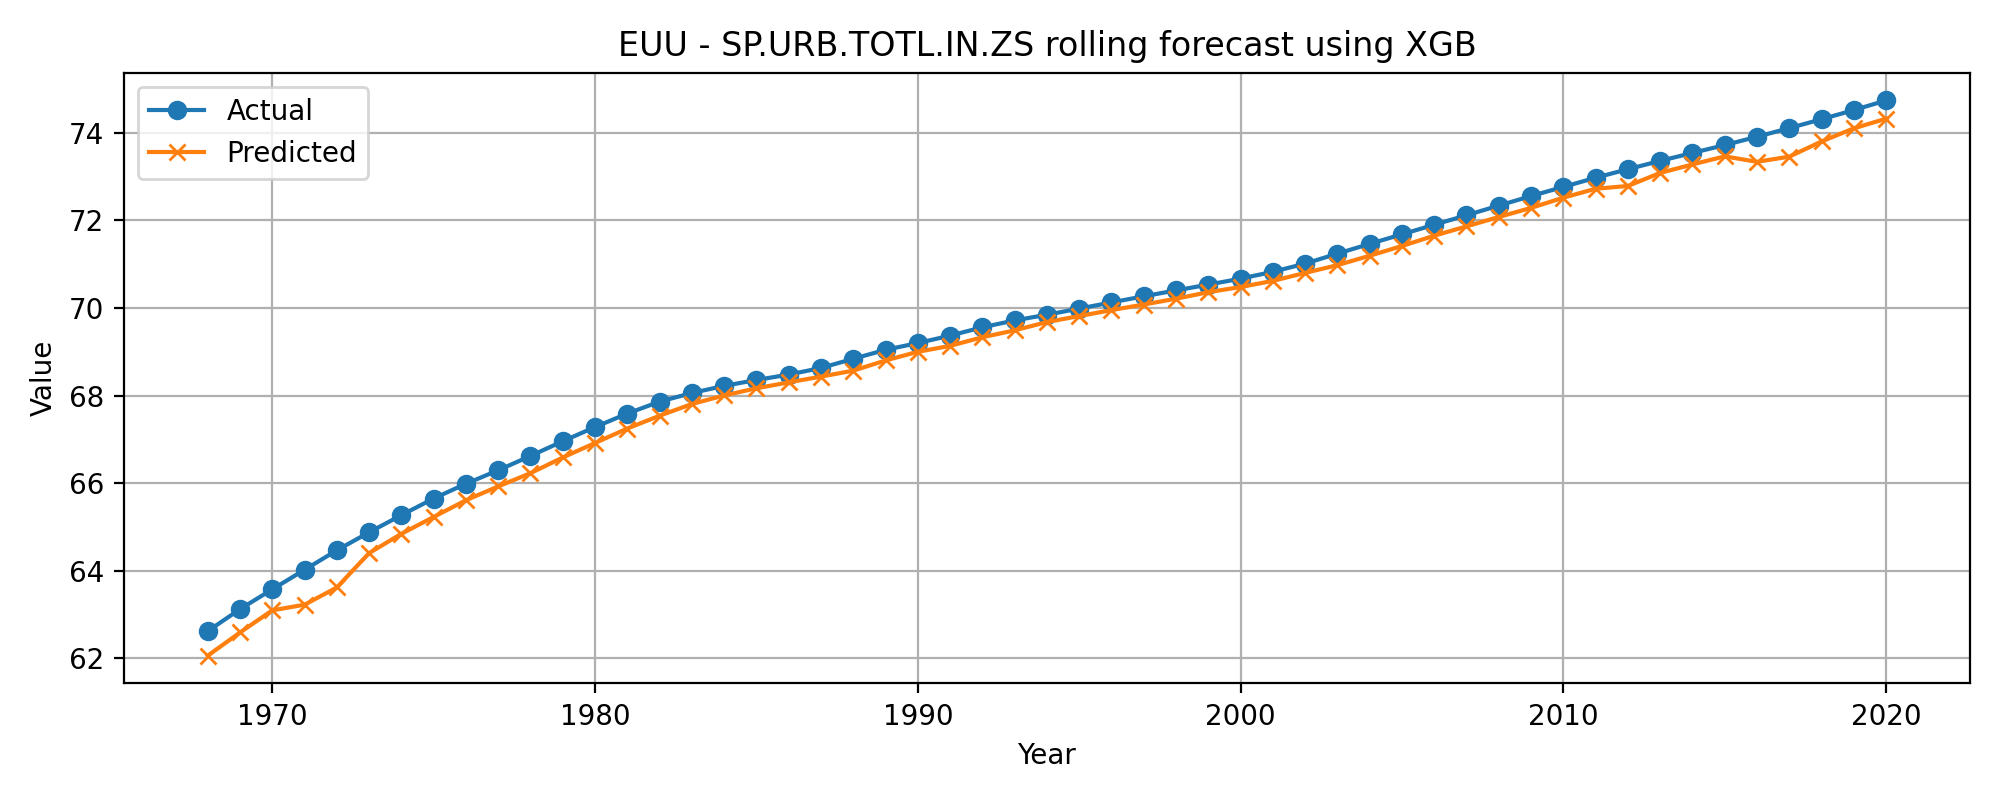 EUU - SP.URB.TOTL.IN.ZS rolling forecast using XGB
Actual
Predicted
74
72
70
68
66
64
62
Value
1970 1980 1990 2000 2010 2020
Year